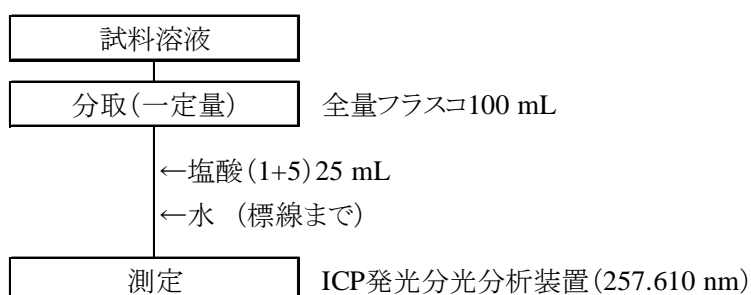 試料溶液
分取(一定量) 全量フラスコ100 mL
←塩酸(1+5)25 mL
←水 (標線まで)
測定 ICP発光分光分析装置(257.610 nm)